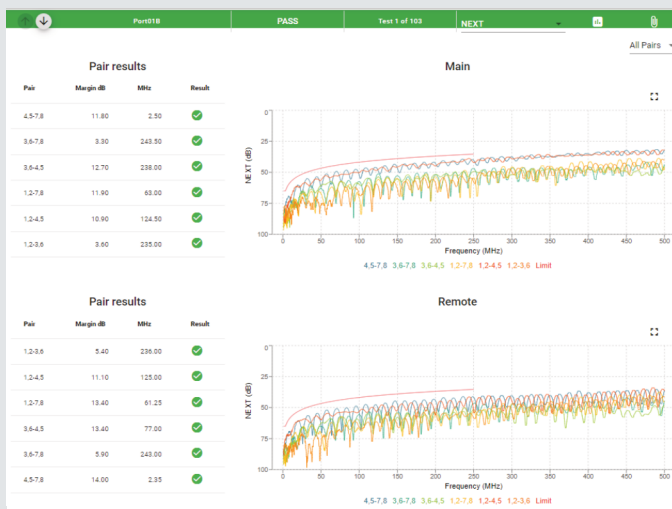 Port01B PASS Test 1 of 103 NEXT
All Pairs
Pair results
Main
Pair Margin dB MHz Result
4,5-7,8 11.80 2.50
3,6-7,8 3.30 243.50
3,6-4,5 12.70 238.00
1,2-7,8 11.90 63.00
1,2-4,5 10.90 124.50
1,2-3,6 3.60 235.00
NEXT (dB)
0
25
50
75
100
0 50 100 150 200 250 300 350 400 450 500
Frequency (MHz)
4,5-7,8 3,6-7,8 3,6-4,5 1,2-7,8 1,2-4,5 1,2-3,6 Limit
Pair results
Remote
Pair Margin dB MHz Result
1,2-3,6 5.40 236.00
1,2-4,5 11.10 125.00
1,2-7,8 13.40 61.25
3,6-4,5 13.40 77.00
3,6-7,8 5.90 243.00
4,5-7,8 14.00 2.35
NEXT (dB)
0
25
50
75
100
0 50 100 150 200 250 300 350 400 450 500
Frequency (MHz)
4,5-7,8 3,6-7,8 3,6-4,5 1,2-7,8 1,2-4,5 1,2-3,6 Limit